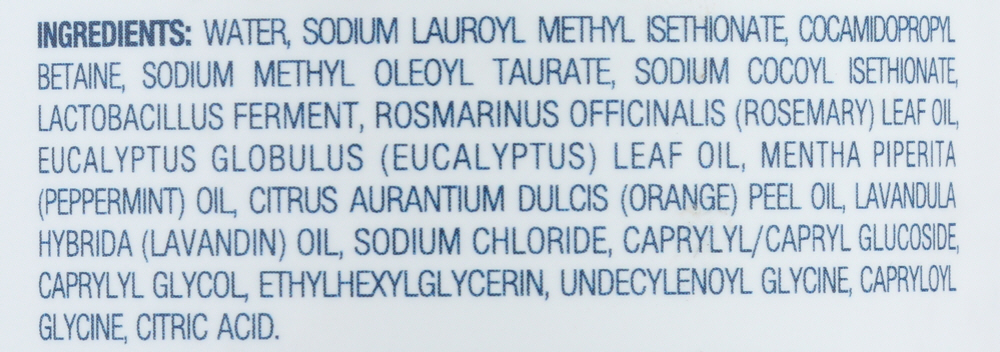 INGREDIENTS: WATER, SODIUM LAUROYL METHYL ISETHIONATE, COCAMIDOPROPYL
BETAINE, SODIUM METHYL OLEOYL TAURATE, SODIUM COCOYL ISETHIONATE,
LACTOBACILLUS FERMENT, ROSMARINUS OFFICINALIS (ROSEMARY) LEAF OIL,
EUCALYPTUS GLOBULUS (EUCALYPTUS) LEAF OIL, MENTHA PIPERITA
(PEPPERMINT) OIL, CITRUS AURANTIUM DULCIS (ORANGE) PEEL OIL, LAVANDULA
HYBRIDA (LAVANDIN) OIL, SODIUM CHLORIDE, CAPRYLYL/CAPRYL GLUCOSIDE,
CAPRYLYL GLYCOL, ETHYLHEXYLGLYCERIN, UNDECYLENOYL GLYCINE, CAPRYLOYL
GLYCINE, CITRIC ACID.